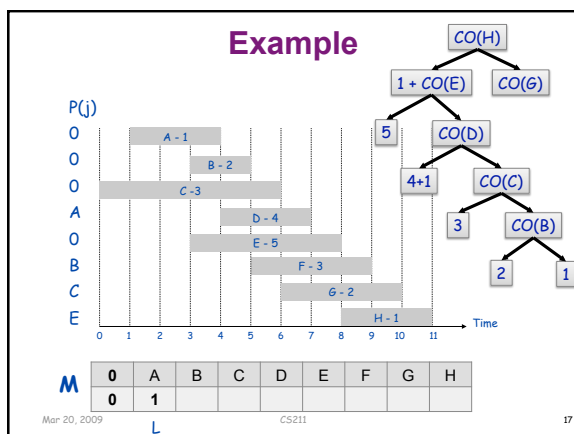 Example
CO(H)
1 + CO(E)
CO(G)
P(j)
5
CO(D)
4+1
CO(C)
3
CO(B)
2
1
0
A - 1
0
B - 2
0
C -3
A
D - 4
0
E - 5
B
F - 3
C
G - 2
E
H - 1
Time
0 1 2 3 4 5 6 7 8 9 10 11
M
0 A B C D E F G H
0 1
Mar 20, 2009
CS211
17
L